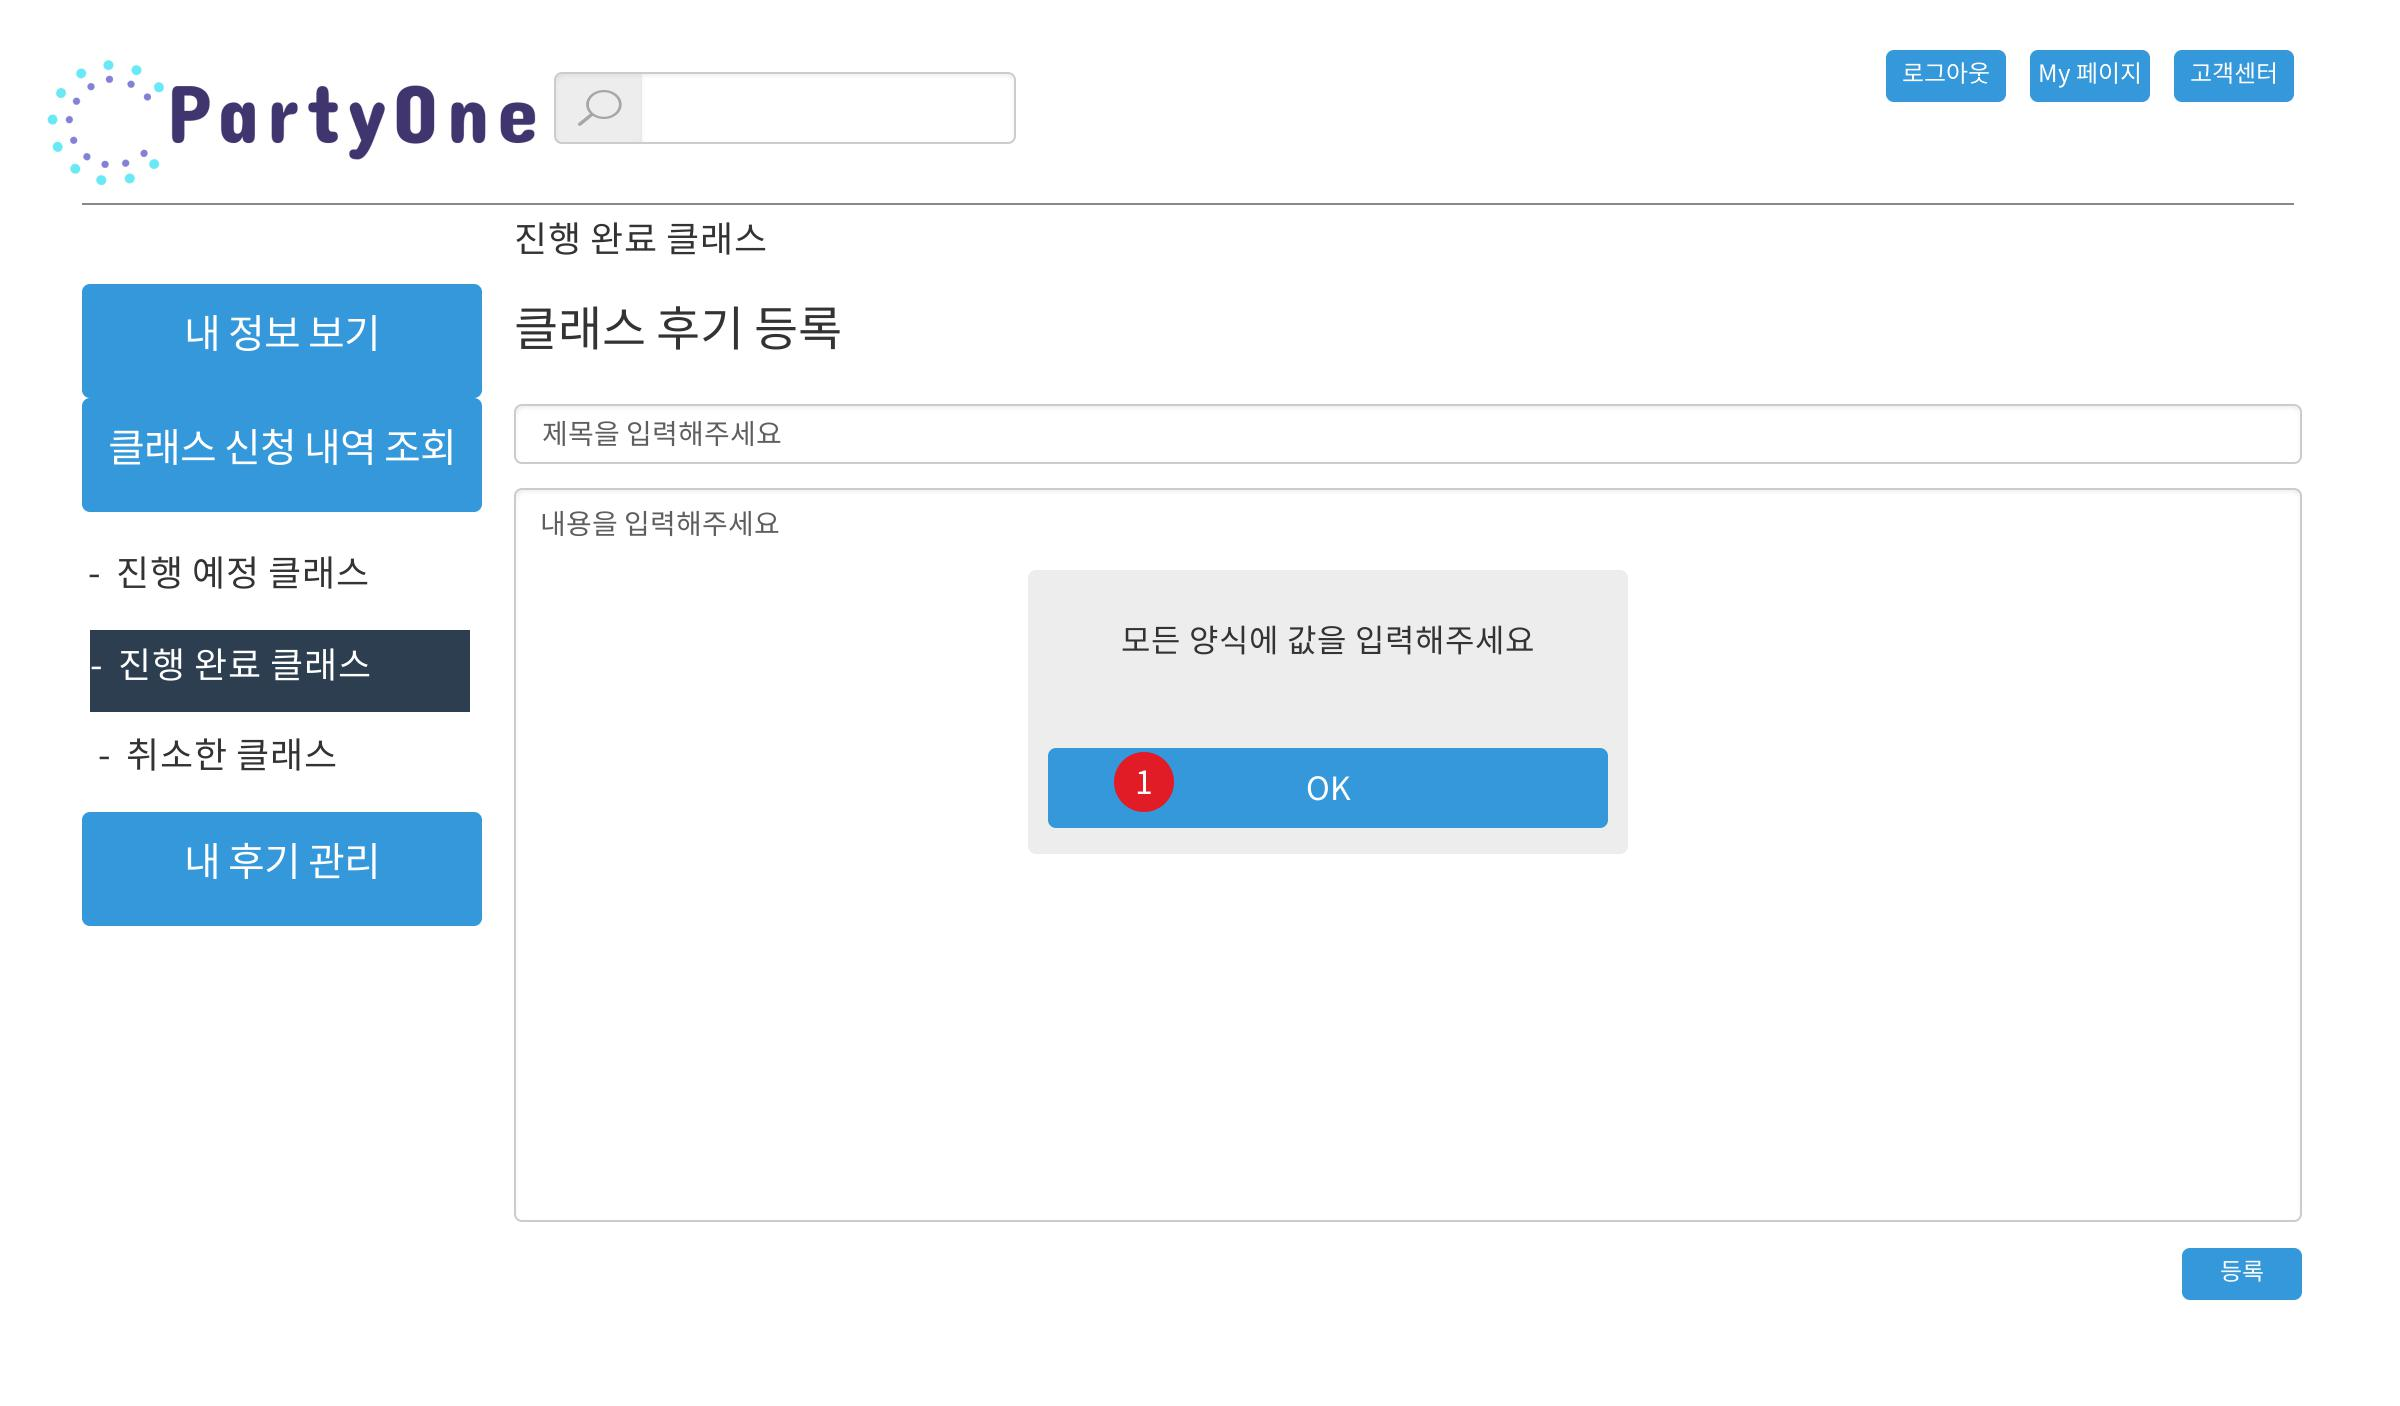 PartyOne
로그아웃
My 페이지
고객센터
진행 완료 클래스
내 정보 보기
클래스 신청 내역 조회
- 진행 예정 클래스
- 진행 완료 클래스
- 취소한 클래스
내 후기 관리
클래스 후기 등록
제목을 입력해주세요
내용을 입력해주세요
모든 양식에 값을 입력해주세요
1
OK
등록